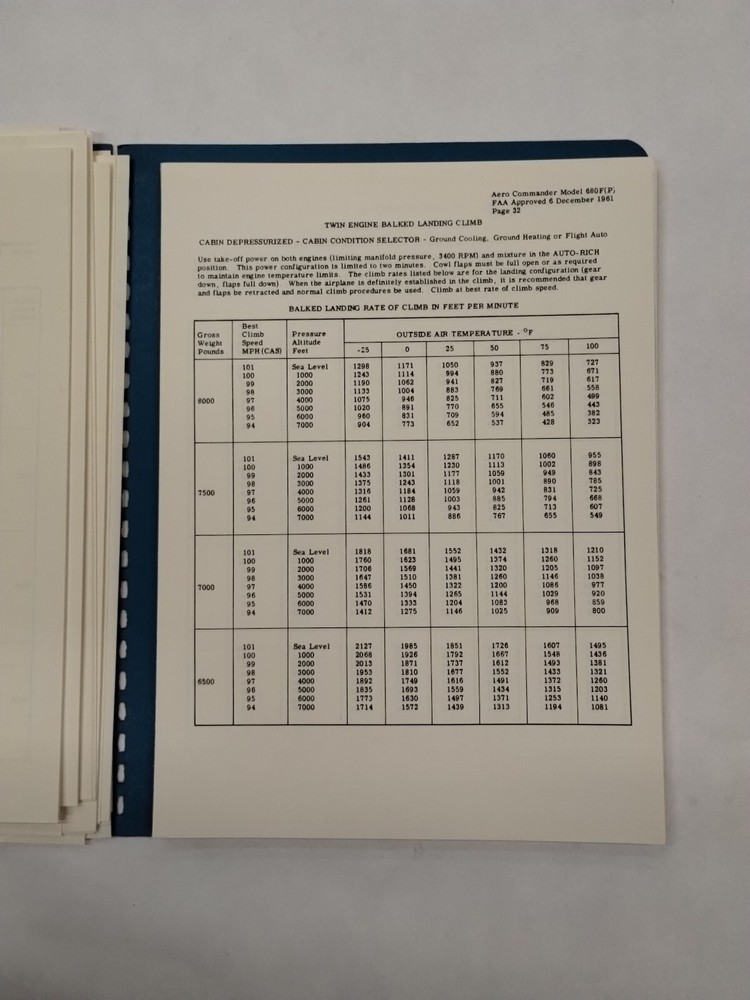 Aero Commander Model 680F(P)
FAA Approved 6 December 1961
Page 32
TWIN ENGINE BALKED LANDING CLIMB
CABIN DEPRESSURIZED - CABIN CONDITION SELECTOR - Ground Cooling, Ground Heating or Flight Auto
Use take-off power on both engines (limiting manifold pressure, 3400 RPM) and mixture in the AUTO-RICH
position. This power configuration is limited to two minutes. Cowl flaps must be full open or as required
to maintain engine temperature limits. The climb rates listed below are for the landing configuration (gear
down, flaps full down). When the airplane is definitely established in the climb, it is recommended that gear
and flaps be retracted and normal climb procedures be used. Climb at best rate of climb speed.
BALKED LANDING RATE OF CLIMB IN FEET PER MINUTE
Gross Weight Pounds Best Climb Speed MPH (CAS) Pressure Altitude Feet OUTSIDE AIR TEMPERATURE - °F
-25 0 25 50 75 100
8000
101 Sea Level 1298 1171 1050 937 829 727
100 1000 1243 1114 994 880 773 671
99 2000 1190 1062 941 827 719 617
98 3000 1133 1004 883 769 661 558
97 4000 1075 946 825 711 602 499
96 5000 1020 891 770 655 546 443
95 6000 960 831 709 594 485 382
94 7000 904 773 652 537 428 323
7500
101 Sea Level 1543 1411 1287 1170 1060 955
100 1000 1486 1354 1230 1113 1002 898
99 2000 1433 1301 1177 1059 949 843
98 3000 1375 1243 1118 1001 890 785
97 4000 1316 1184 1059 942 831 725
96 5000 1261 1128 1003 885 794 668
95 6000 1200 1068 943 825 713 607
94 7000 1144 1011 886 767 655 549
7000
101 Sea Level 1818 1681 1552 1432 1318 1210
100 1000 1760 1623 1495 1374 1260 1152
99 2000 1706 1569 1441 1320 1205 1097
98 3000 1647 1510 1381 1260 1146 1038
97 4000 1586 1450 1322 1200 1086 977
96 5000 1531 1394 1265 1144 1029 920
95 6000 1470 1333 1204 1083 968 859
94 7000 1412 1275 1146 1025 909 800
6500
101 Sea Level 2127 1985 1851 1726 1607 1495
100 1000 2068 1926 1792 1667 1548 1436
99 2000 2013 1871 1737 1612 1493 1381
98 3000 1953 1810 1677 1552 1433 1321
97 4000 1892 1749 1616 1491 1372 1260
96 5000 1835 1693 1559 1434 1315 1203
95 6000 1773 1630 1497 1371 1253 1140
94 7000 1714 1572 1439 1313 1194 1081